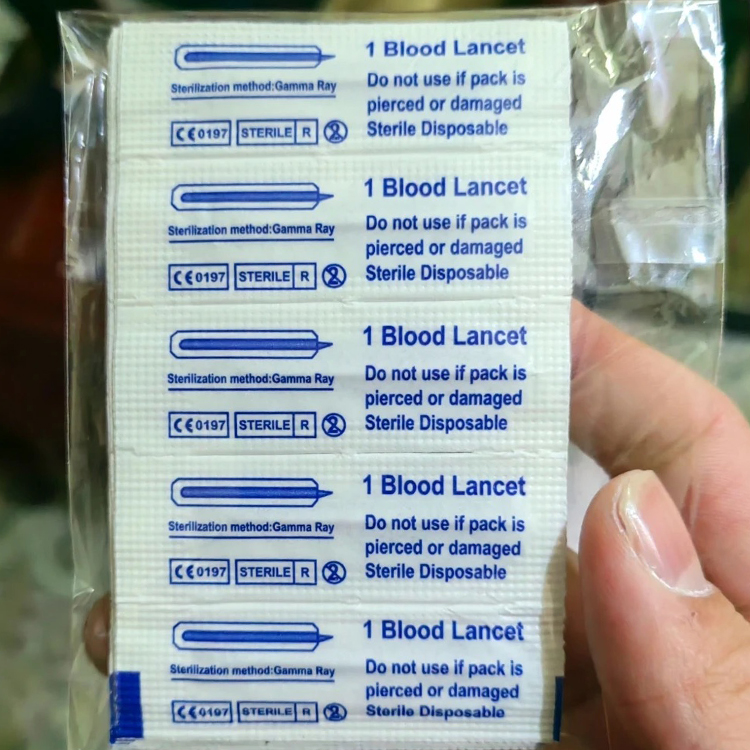 1 Blood Lancet
Do not use if pack is
Sterilization method:Gamma Ray
pierced or damaged
CE0197 STERILE R 2 Sterile Disposable
1 Blood Lancet
Do not use if pack is
Sterilization method:Gamma Ray
pierced or damaged
CE0197 STERILE R 2 Sterile Disposable
1 Blood Lancet
Do not use if pack is
Sterilization method:Gamma Ray
pierced or damaged
CE0197 STERILE R 2 Sterile Disposable
1 Blood Lancet
Do not use if pack is
Sterilization method:Gamma Ray
pierced or damaged
CE0197 STERILE R 2 Sterile Disposable
1 Blood Lancet
Do not use if pack is
Sterilization method:Gamma Ray
pierced or damaged
CE0197 STERILE R 2 Sterile Disposable